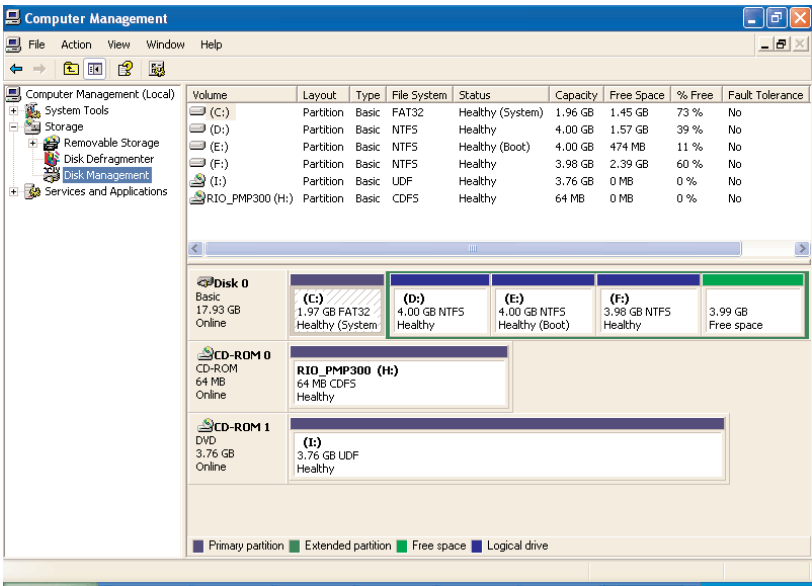 Computer Management
File Action View Window Help
Computer Management (Local)
System Tools
Storage
Removable Storage
Disk Defragmenter
Disk Management
Services and Applications
Volume Layout Type File System Status Capacity Free Space % Free Fault Tolerance
(C:) Partition Basic FAT32 Healthy (System) 1.96 GB 1.45 GB 73 % No
(D:) Partition Basic NTFS Healthy 4.00 GB 1.57 GB 39 % No
(E:) Partition Basic NTFS Healthy (Boot) 4.00 GB 474 MB 11 % No
(F:) Partition Basic NTFS Healthy 3.98 GB 2.39 GB 60 % No
(I:) Partition Basic UDF Healthy 3.76 GB 0 MB 0 % No
RIO_PMP300 (H:) Partition Basic CDFS Healthy 64 MB 0 MB 0 % No
Disk 0
Basic
17.93 GB
Online
(C:)
1.97 GB FAT32
Healthy (System
(D:)
4.00 GB NTFS
Healthy
(E:)
4.00 GB NTFS
Healthy (Boot)
(F:)
3.98 GB NTFS
Healthy
3.99 GB
Free space
CD-ROM 0
CD-ROM
64 MB
Online
RIO_PMP300 (H:)
64 MB CDFS
Healthy
CD-ROM 1
DVD
3.76 GB
Online
(I:)
3.76 GB UDF
Healthy
Primary partition Extended partition Free space Logical drive